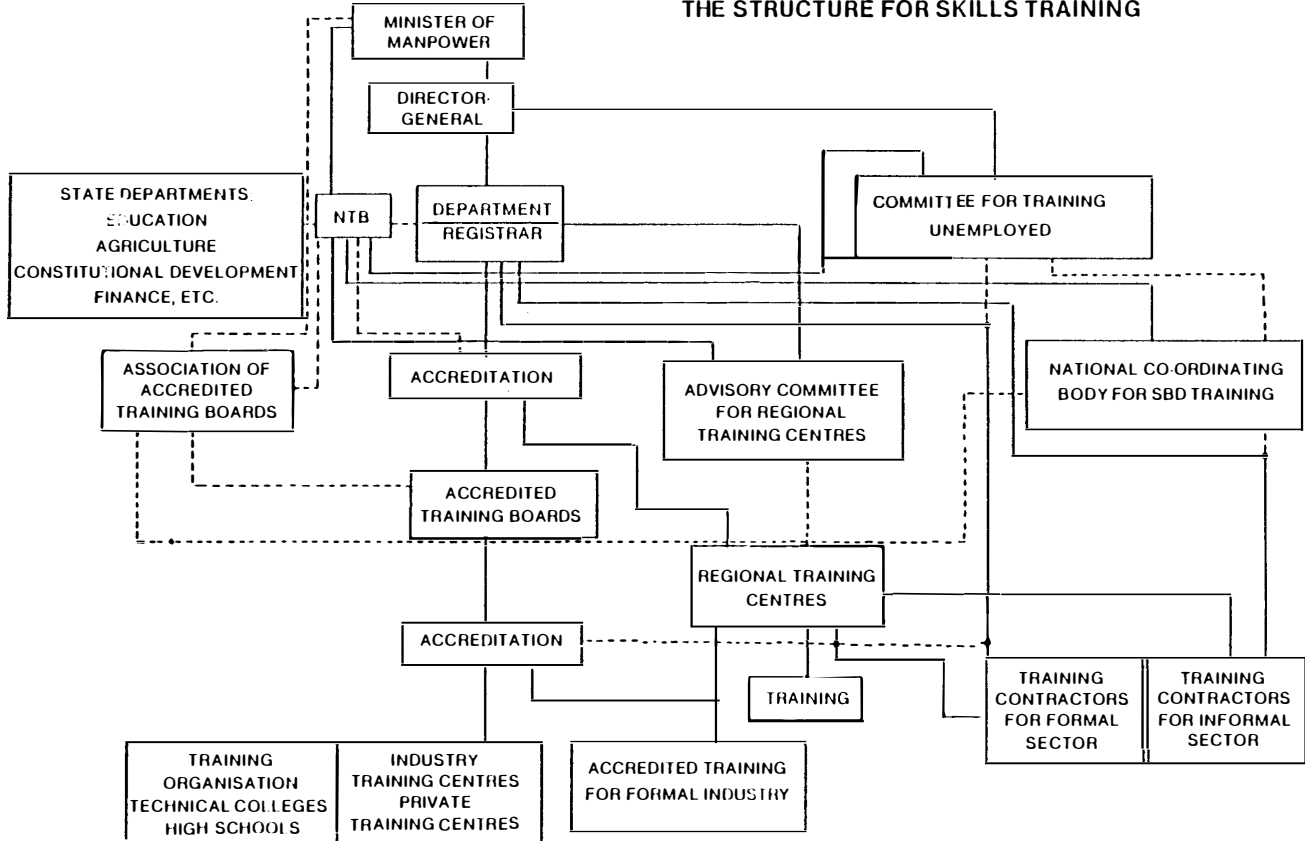 THE STRUCTURE FOR SKILLS TRAINING
MINISTER OF
MANPOWER
DIRECTOR-
GENERAL
STATE DEPARTMENTS
EDUCATION
AGRICULTURE
CONSTITUTIONAL DEVELOPMENT
FINANCE, ETC.
NTB
DEPARTMENT
REGISTRAR
COMMITTEE FOR TRAINING
UNEMPLOYED
ASSOCIATION OF
ACCREDITED
TRAINING BOARDS
ACCREDITATION
ADVISORY COMMITTEE
FOR REGIONAL
TRAINING CENTRES
NATIONAL CO-ORDINATING
BODY FOR SBD TRAINING
ACCREDITED
TRAINING BOARDS
REGIONAL TRAINING
CENTRES
ACCREDITATION
TRAINING
TRAINING
CONTRACTORS
FOR FORMAL
SECTOR
TRAINING
CONTRACTORS
FOR INFORMAL
SECTOR
TRAINING
ORGANISATION
TECHNICAL COLLEGES
HIGH SCHOOLS
INDUSTRY
TRAINING CENTRES
PRIVATE
TRAINING CENTRES
ACCREDITED TRAINING
FOR FORMAL INDUSTRY